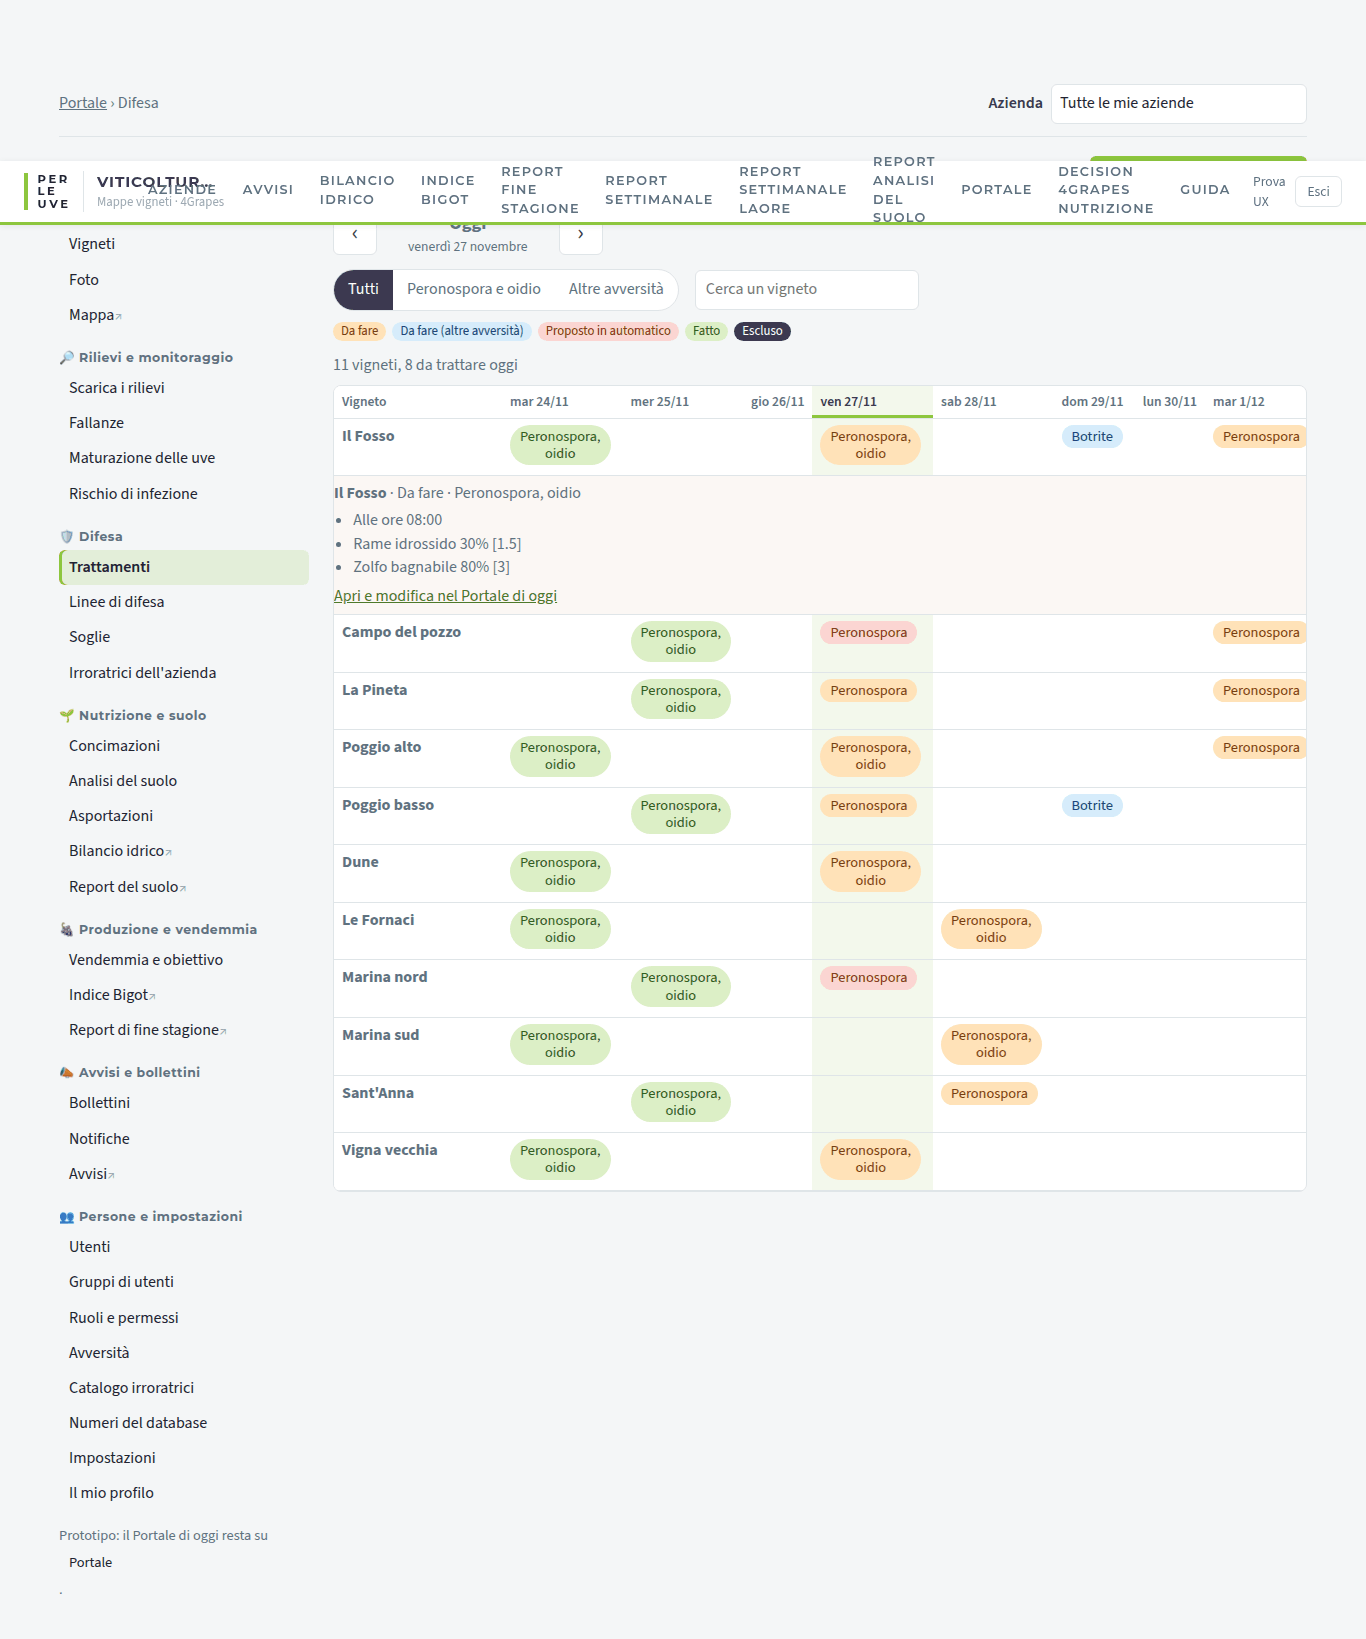 Portale › Difesa
Azienda
Tutte le mie aziende
PER
LE
UVE
VITICOLTUR...
Mappe vigneti · 4Grapes
AZIENDE
AVVISI
BILANCIO
IDRICO
INDICE
BIGOT
REPORT
FINE
STAGIONE
REPORT
SETTIMANALE
REPORT
SETTIMANALE
LAORE
REPORT
ANALISI
DEL
SUOLO
PORTALE
DECISION
4GRAPES
NUTRIZIONE
GUIDA
Prova
UX
Esci
Vigneti
Foto
Mappa↗
🔎 Rilievi e monitoraggio
Scarica i rilievi
Fallanze
Maturazione delle uve
Rischio di infezione
🛡️ Difesa
Trattamenti
Linee di difesa
Soglie
Irroratrici dell'azienda
🌱 Nutrizione e suolo
Concimazioni
Analisi del suolo
Asportazioni
Bilancio idrico↗
Report del suolo↗
🍇 Produzione e vendemmia
Vendemmia e obiettivo
Indice Bigot↗
Report di fine stagione↗
📣 Avvisi e bollettini
Bollettini
Notifiche
Avvisi↗
👥 Persone e impostazioni
Utenti
Gruppi di utenti
Ruoli e permessi
Avversità
Catalogo irroratrici
Numeri del database
Impostazioni
Il mio profilo
Prototipo: il Portale di oggi resta su
Portale
.
‹
Oggi
venerdì 27 novembre
›
Tutti
Peronospora e oidio
Altre avversità
Cerca un vigneto
Da fare
Da fare (altre avversità)
Proposto in automatico
Fatto
Escluso
11 vigneti, 8 da trattare oggi
Vigneto mar 24/11 mer 25/11 gio 26/11 ven 27/11 sab 28/11 dom 29/11 lun 30/11 mar 1/12
Il Fosso
Peronospora,
oidio
Peronospora,
oidio
Botrite
Peronospora
Il Fosso · Da fare · Peronospora, oidio
• Alle ore 08:00
• Rame idrossido 30% [1.5]
• Zolfo bagnabile 80% [3]
Apri e modifica nel Portale di oggi
Campo del pozzo
Peronospora,
oidio
Peronospora
Peronospora
La Pineta
Peronospora,
oidio
Peronospora
Peronospora
Poggio alto
Peronospora,
oidio
Peronospora,
oidio
Peronospora
Poggio basso
Peronospora,
oidio
Peronospora
Botrite
Dune
Peronospora,
oidio
Peronospora,
oidio
Le Fornaci
Peronospora,
oidio
Peronospora,
oidio
Marina nord
Peronospora,
oidio
Peronospora
Marina sud
Peronospora,
oidio
Peronospora,
oidio
Sant'Anna
Peronospora,
oidio
Peronospora
Vigna vecchia
Peronospora,
oidio
Peronospora,
oidio